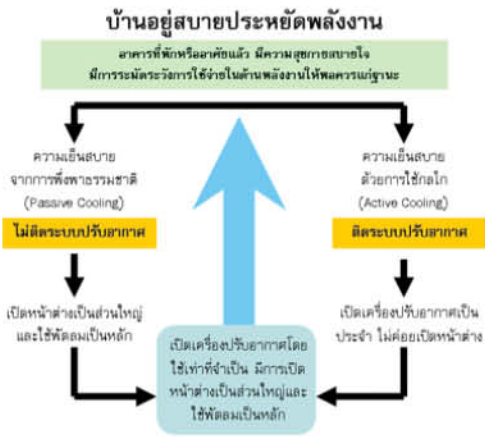 บ้านอยู่สบายประหยัดพลังงาน
อาคารที่พักหรืออาศัยแล้ว มีความสุขกายสบายใจ
มีการระมัดระวังการใช้จ่ายในด้านพลังงานให้พอควรแก่ฐานะ
ความเย็นสบาย
จากการพึ่งพาธรรมชาติ
(Passive Cooling)
ไม่ติดระบบปรับอากาศ
เปิดหน้าต่างเป็นส่วนใหญ่
และใช้พัดลมเป็นหลัก
ความเย็นสบาย
ด้วยการใช้กลไก
(Active Cooling)
ติดระบบปรับอากาศ
เปิดเครื่องปรับอากาศเป็น
ประจำ ไม่ค่อยเปิดหน้าต่าง
เปิดเครื่องปรับอากาศโดย
ใช้เท่าที่จำเป็น มีการเปิด
หน้าต่างเป็นส่วนใหญ่และ
ใช้พัดลมเป็นหลัก